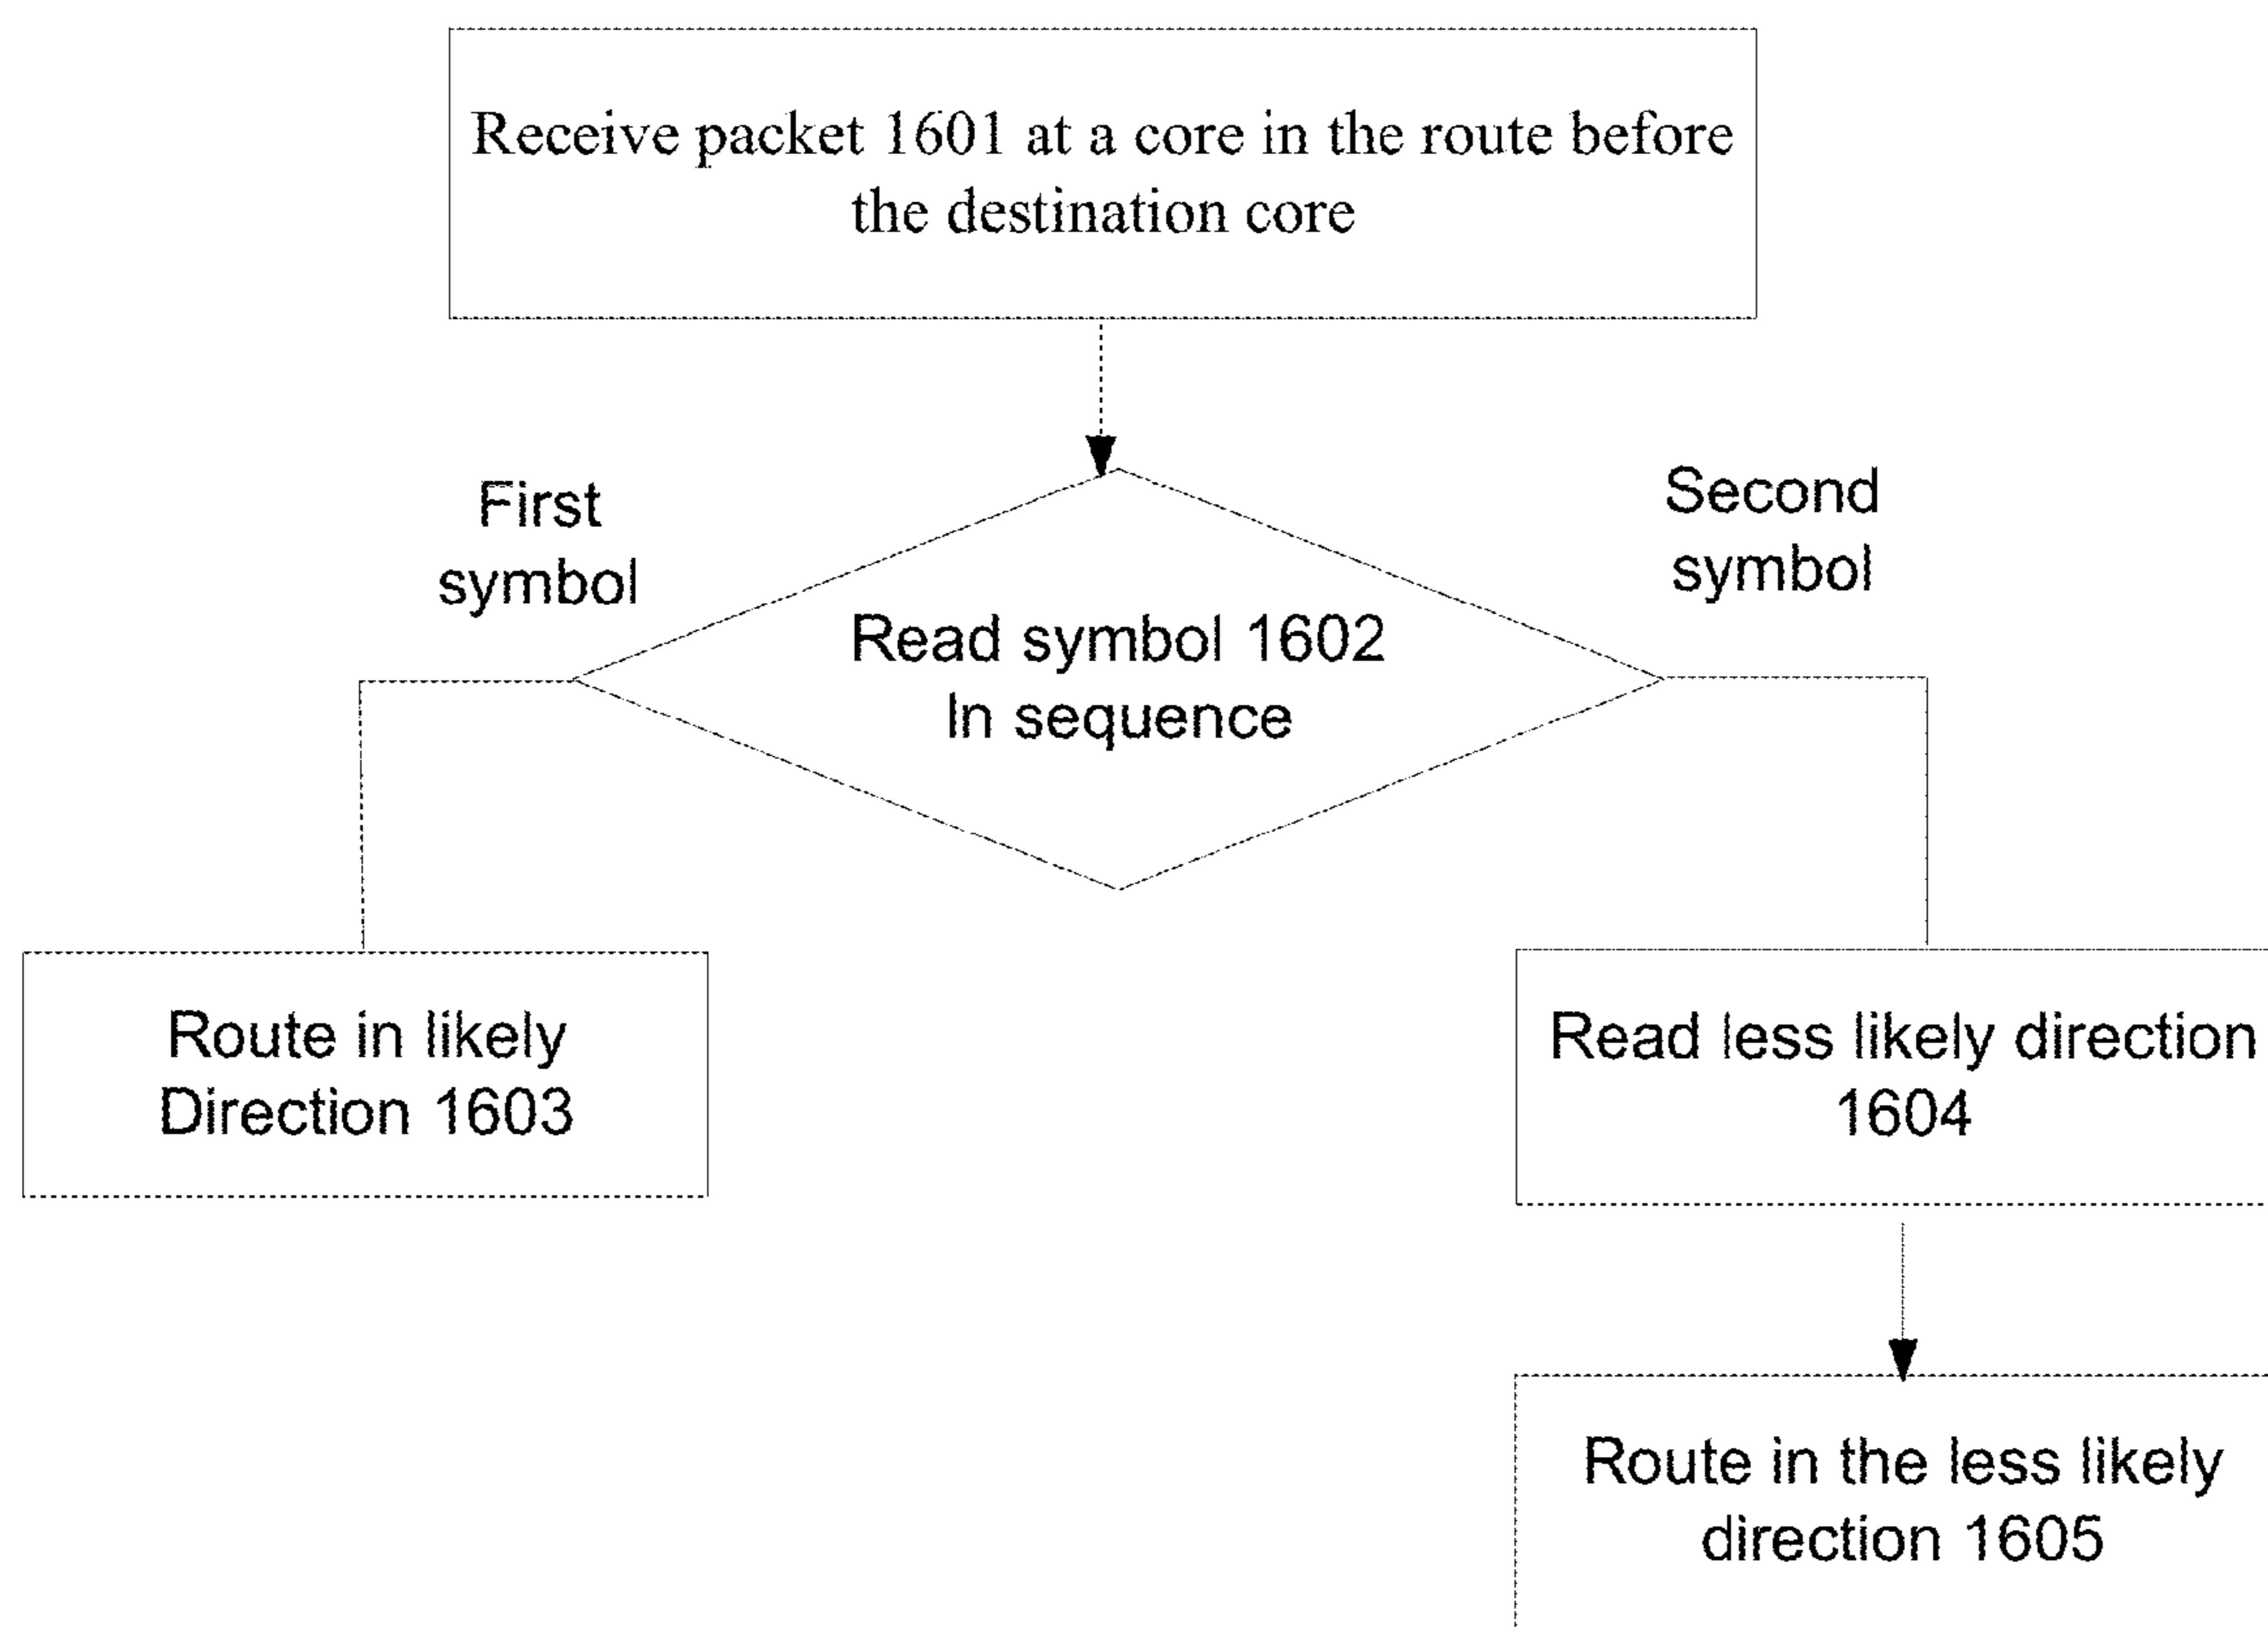 Receive packet 1601 at a core in the route before
the destination core
First
symbol
Second
symbol
Read symbol 1602
In sequence
Route in likely
Direction 1603
Read less likely direction
1604
Route in the less likely
direction 1605